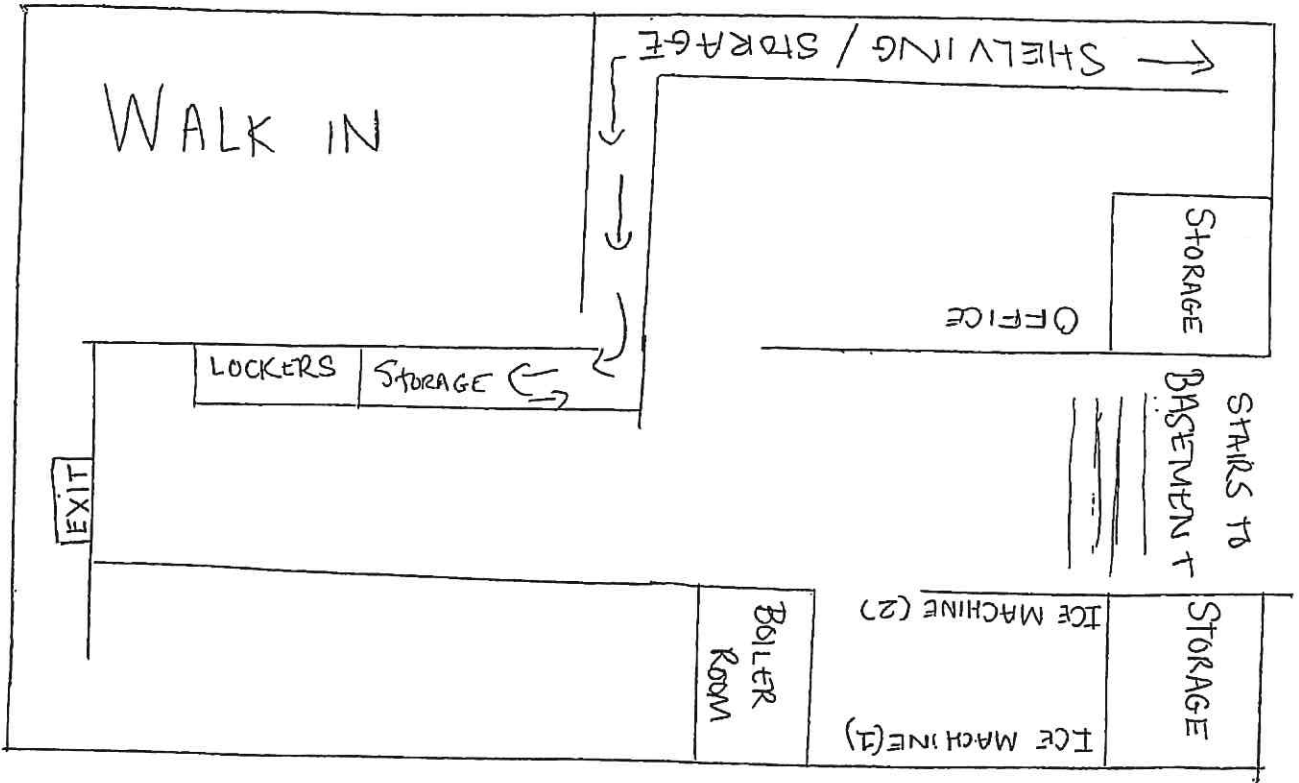 SHELVING / STORAGE
WALK IN
STORAGE
OFFICE
LOCKERS
STORAGE
STAIRS to
BASEMENT
EXIT
BOILER
ROOM
ICE MACHINE (2)
STORAGE
ICE MACHINE (1)